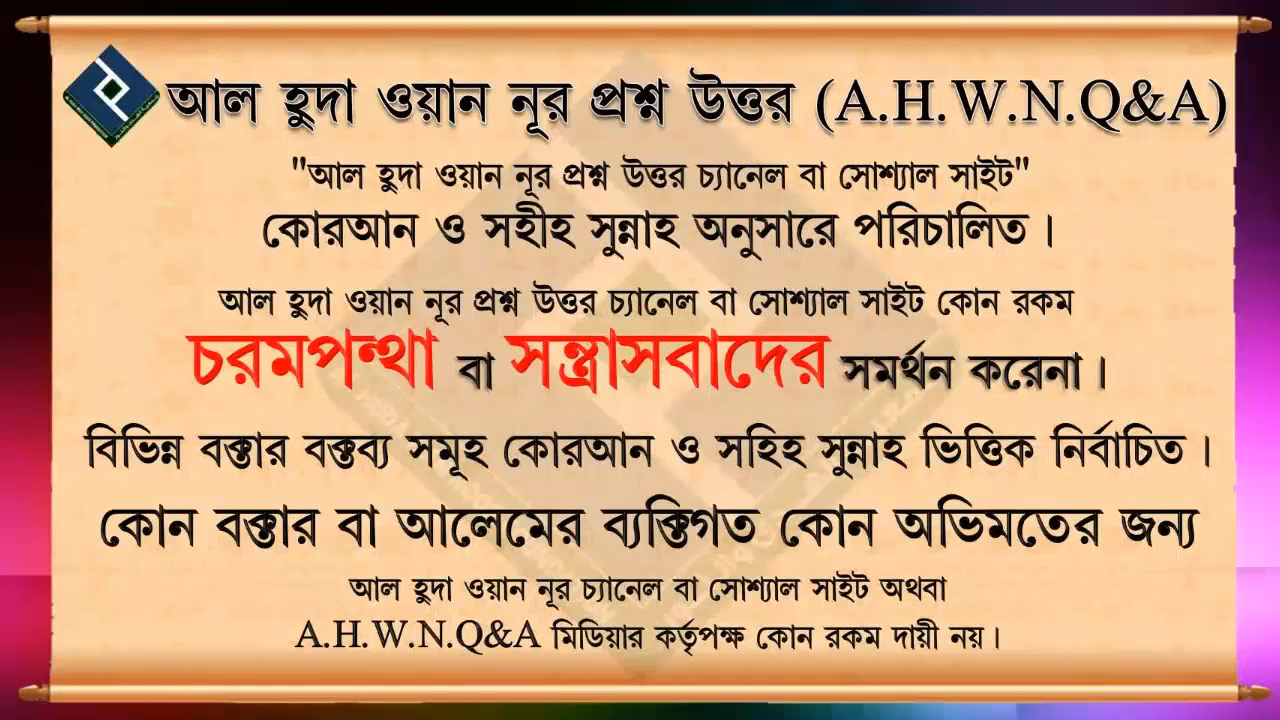 আল হুদা ওয়ান নূর প্রশ্ন উত্তর (A.H.W.N.Q&A)
"আল হুদা ওয়ান নূর প্রশ্ন উত্তর চ্যানেল বা সোশ্যাল সাইট"
কোরআন ও সহীহ সুন্নাহ অনুসারে পরিচালিত।
আল হুদা ওয়ান নূর প্রশ্ন উত্তর চ্যানেল বা সোশ্যাল সাইট কোন রকম
চরমপন্থা বা সন্ত্রাসবাদের সমর্থন করেনা।
বিভিন্ন বক্তার বক্তব্য সমূহ কোরআন ও সহিহ সুন্নাহ ভিত্তিক নির্বাচিত।
কোন বক্তার বা আলেমের ব্যক্তিগত কোন অভিমতের জন্য
আল হুদা ওয়ান নূর চ্যানেল বা সোশ্যাল সাইট অথবা
A.H.W.N.Q&A মিডিয়ার কর্তৃপক্ষ কোন রকম দায়ী নয়।